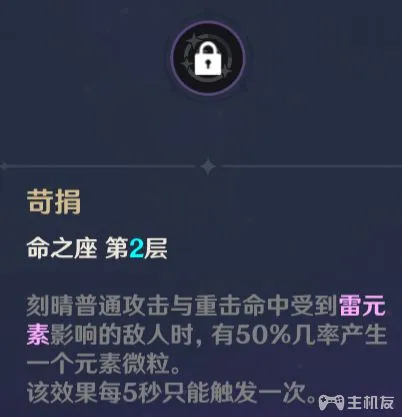 苛捐
命之座 第2层
刻晴普通攻击与重击命中受到雷元
素影响的敌人时，有50%几率产生
一个元素微粒。
该效果每5秒只能触发一次。
主机友